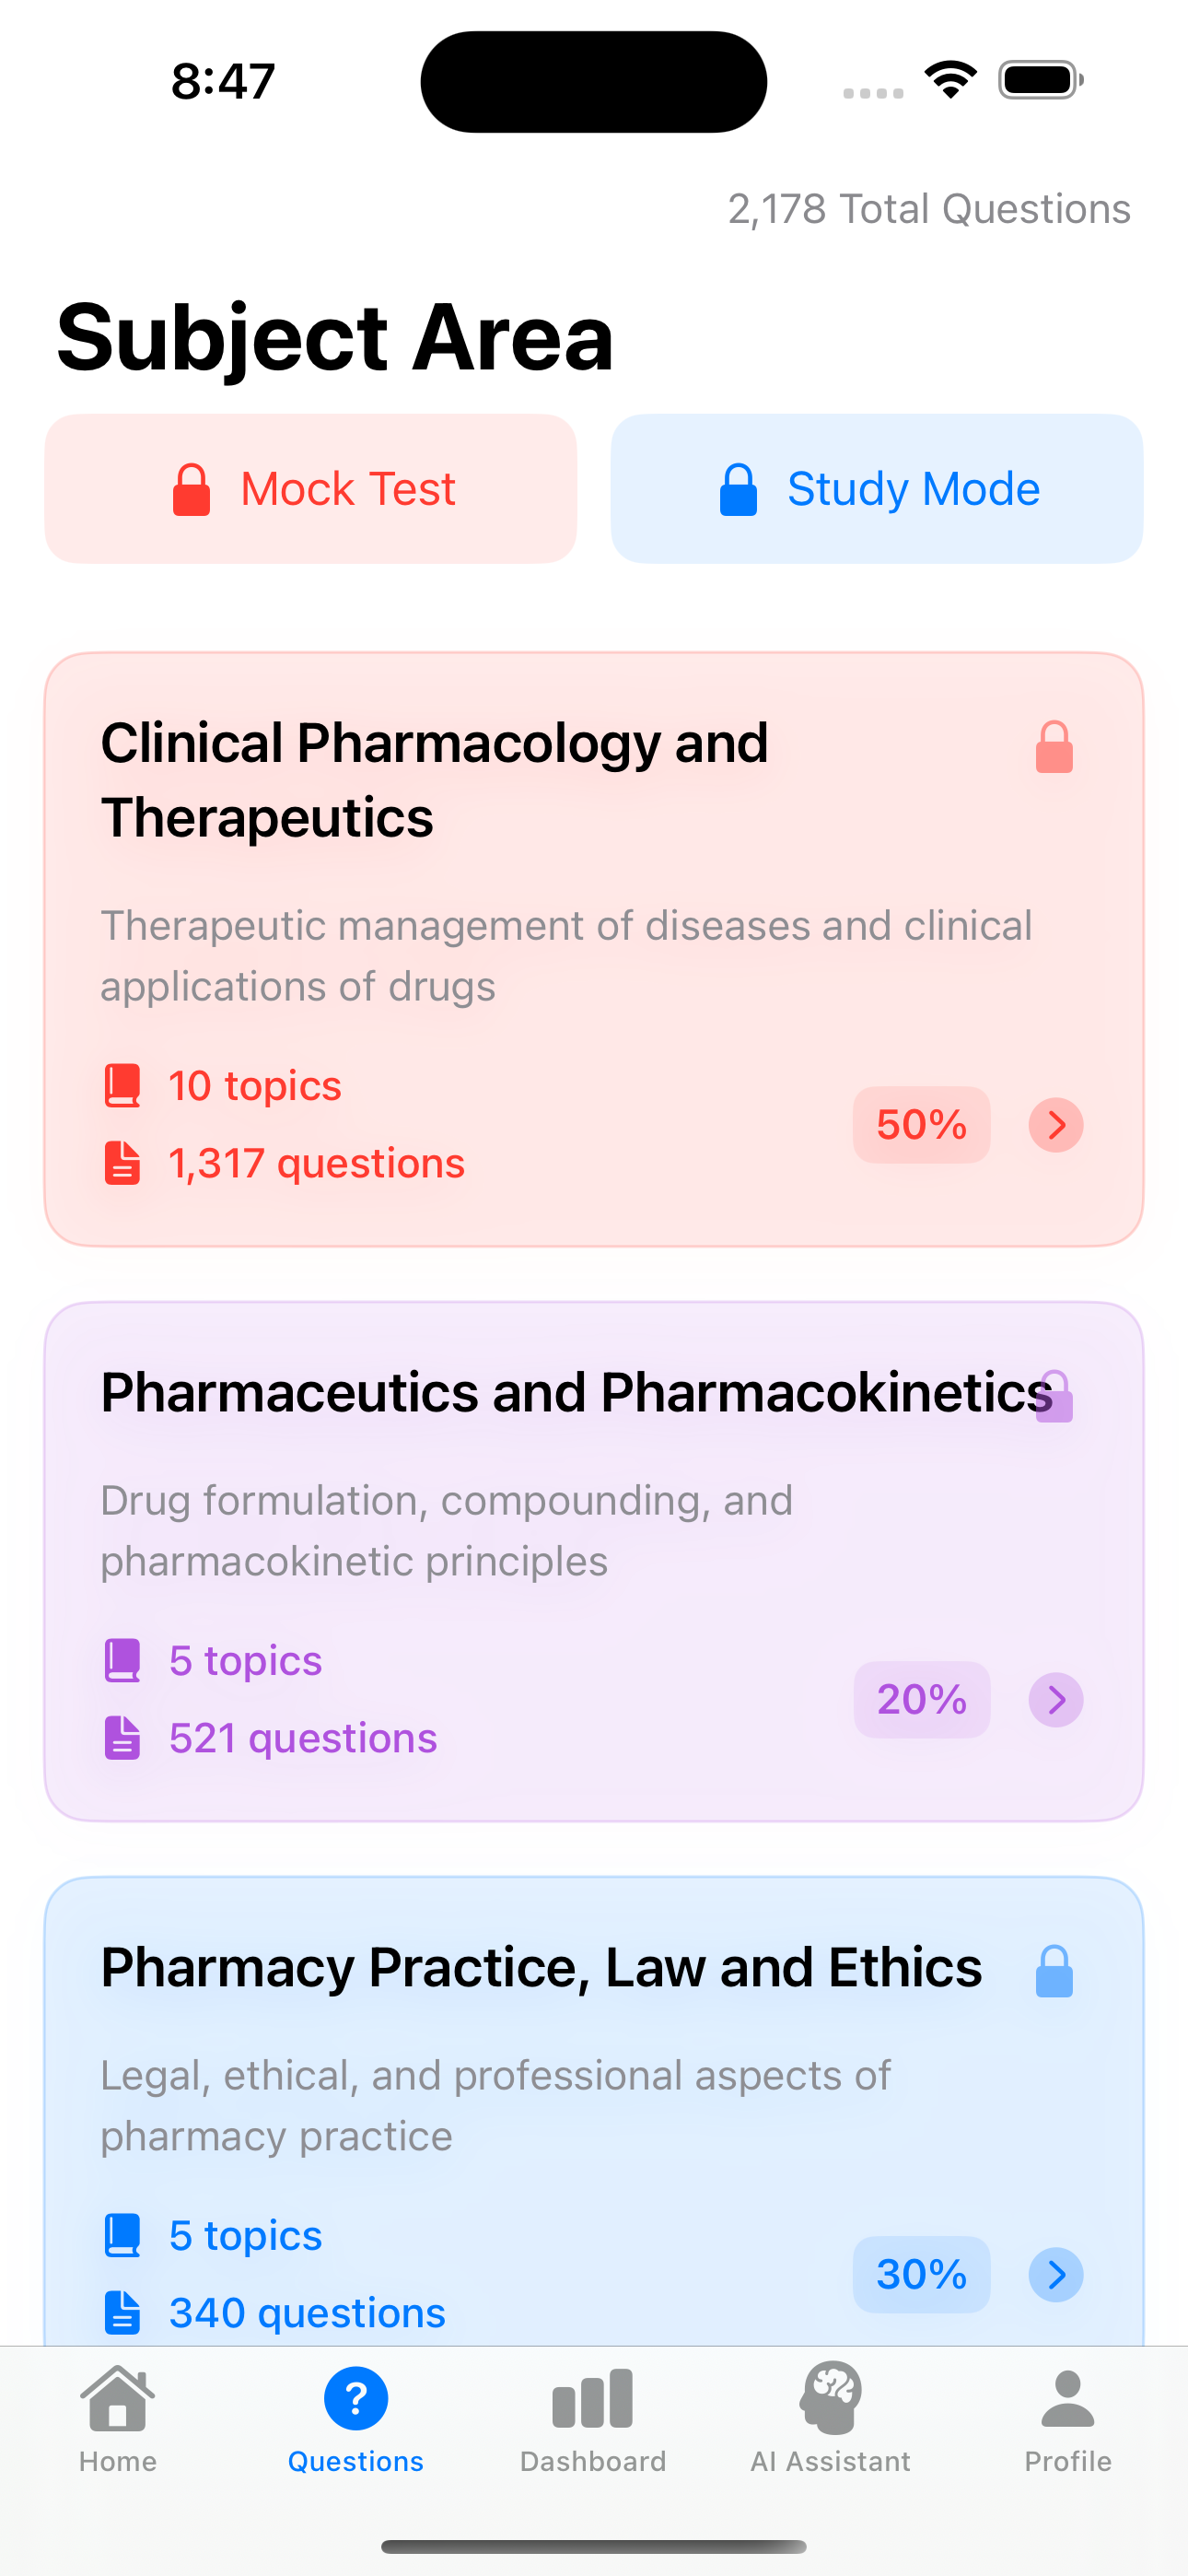 8:47
2,178 Total Questions
Subject Area
Mock Test
Study Mode
Clinical Pharmacology and
Therapeutics
Therapeutic management of diseases and clinical
applications of drugs
10 topics
1,317 questions
50%
Pharmaceutics and Pharmacokinetics
Drug formulation, compounding, and
pharmacokinetic principles
5 topics
521 questions
20%
Pharmacy Practice, Law and Ethics
Legal, ethical, and professional aspects of
pharmacy practice
5 topics
340 questions
30%
Home
Questions
Dashboard
AI Assistant
Profile